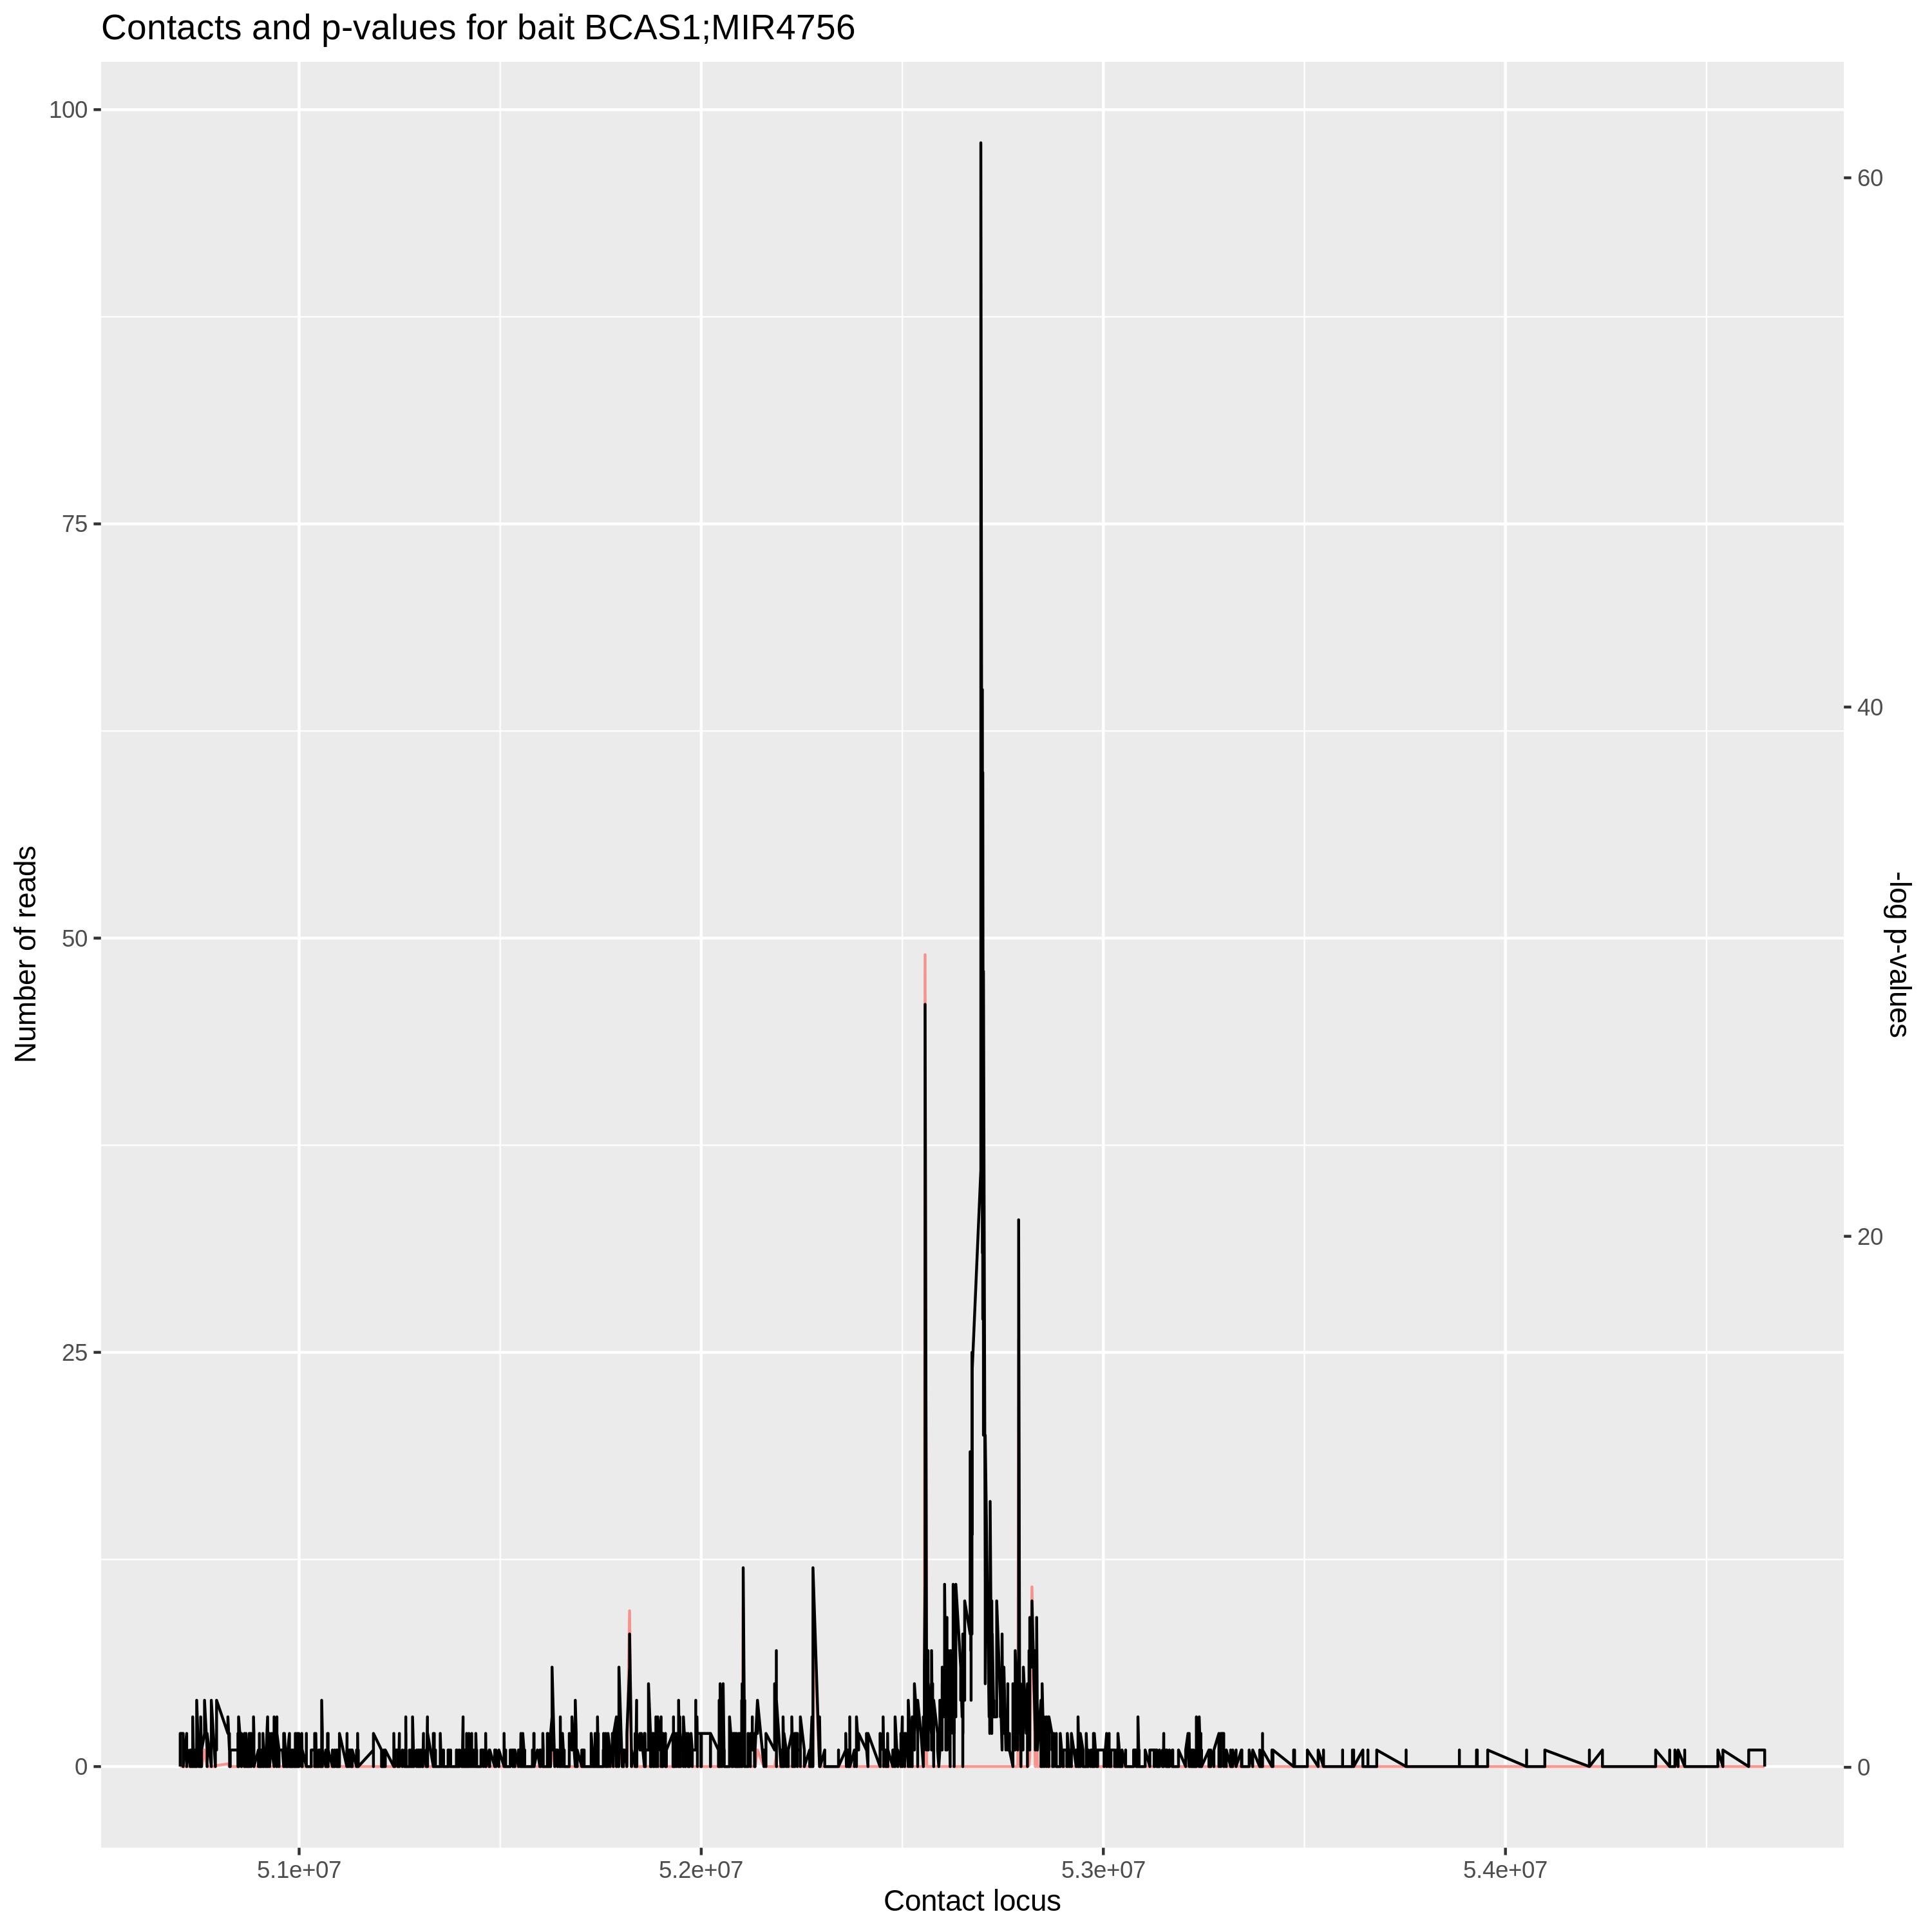 Contacts and p-values for bait BCAS1;MIR4756
100
75
50
25
0
60
40
20
0
Number of reads
-log p-values
5.1e+07
5.2e+07
5.3e+07
5.4e+07
Contact locus